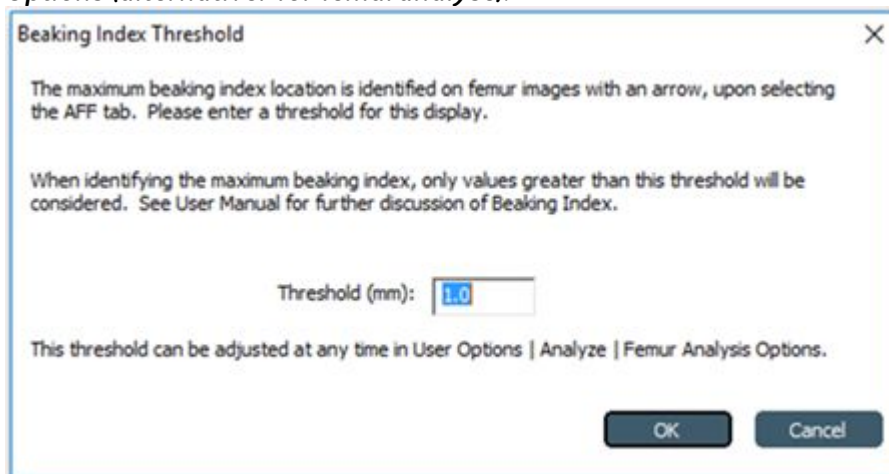 Beaking Index Threshold
The maximum beaking index location is identified on femur images with an arrow, upon selecting
the AFF tab. Please enter a threshold for this display.
When identifying the maximum beaking index, only values greater than this threshold will be
considered. See User Manual for further discussion of Beaking Index.
Threshold (mm): 1.0
This threshold can be adjusted at any time in User Options | Analyze | Femur Analysis Options.
OK Cancel